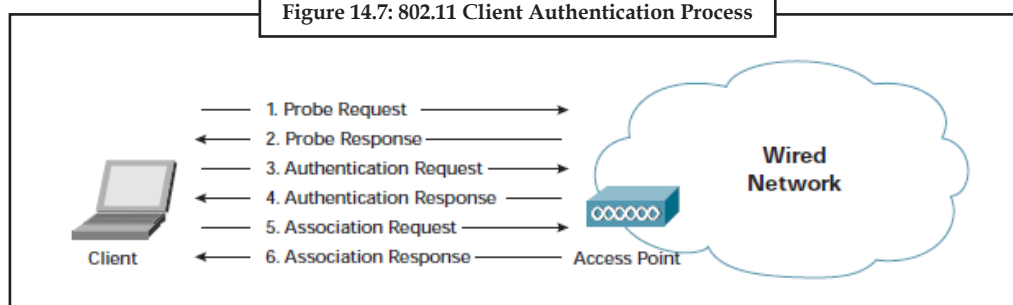 Figure 14.7: 802.11 Client Authentication Process
1. Probe Request
2. Probe Response
3. Authentication Request
4. Authentication Response
5. Association Request
6. Association Response
Client
Access Point
Wired
Network